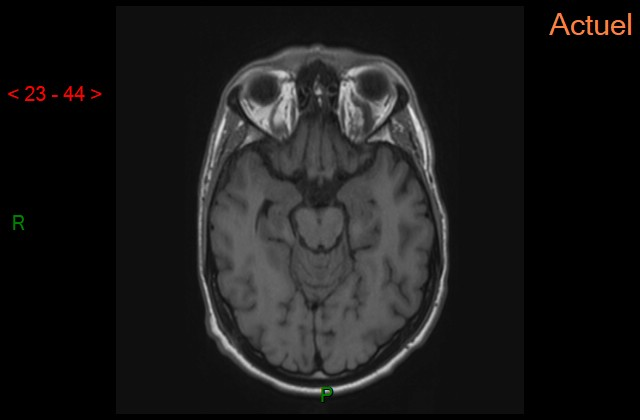 Actuel
< 23 - 44 >
R
P